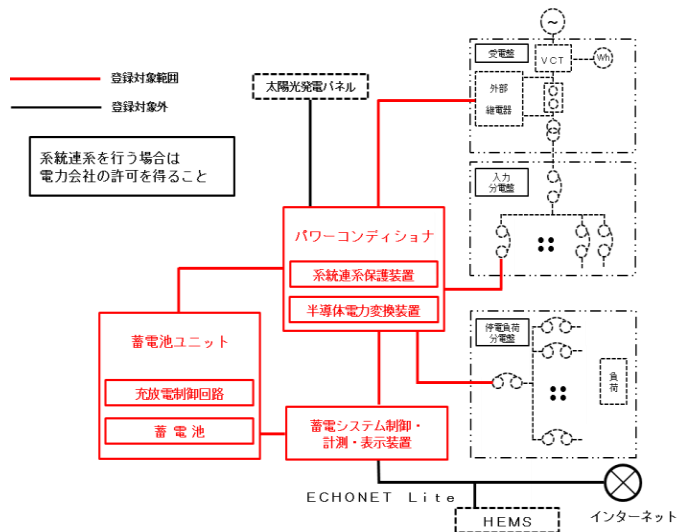 登録対象範囲
登録対象外
系統連系を行う場合は
電力会社の許可を得ること
太陽光発電パネル
受電盤
～
VCT
Wh
外部
継電器
入力
分電盤
パワーコンディショナ
系統連系保護装置
半導体電力変換装置
蓄電池ユニット
充放電制御回路
蓄電池
蓄電システム制御・
計測・表示装置
停電負荷
分電盤
負
荷
ECHONET Lite
HEMS
インターネット